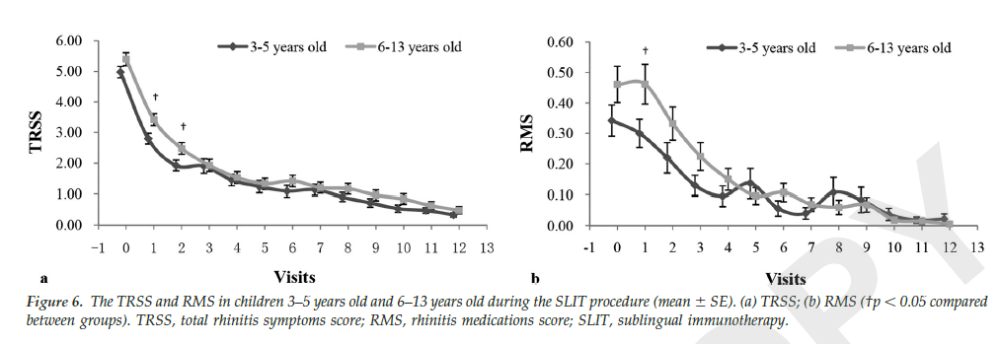 6.00
5.00
4.00
3.00
2.00
1.00
0.00
TRSS
3-5 years old
6-13 years old
†
†
−1 0 1 2 3 4 5 6 7 8 9 10 11 12 13
a
Visits
0.60
0.50
0.40
0.30
0.20
0.10
0.00
RMS
3-5 years old
6-13 years old
†
-1 0 1 2 3 4 5 6 7 8 9 10 11 12 13
b
Visits
Figure 6. The TRSS and RMS in children 3–5 years old and 6–13 years old during the SLIT procedure (mean ± SE). (a) TRSS; (b) RMS (†p < 0.05 compared
between groups). TRSS, total rhinitis symptoms score; RMS, rhinitis medications score; SLIT, sublingual immunotherapy.
OPY